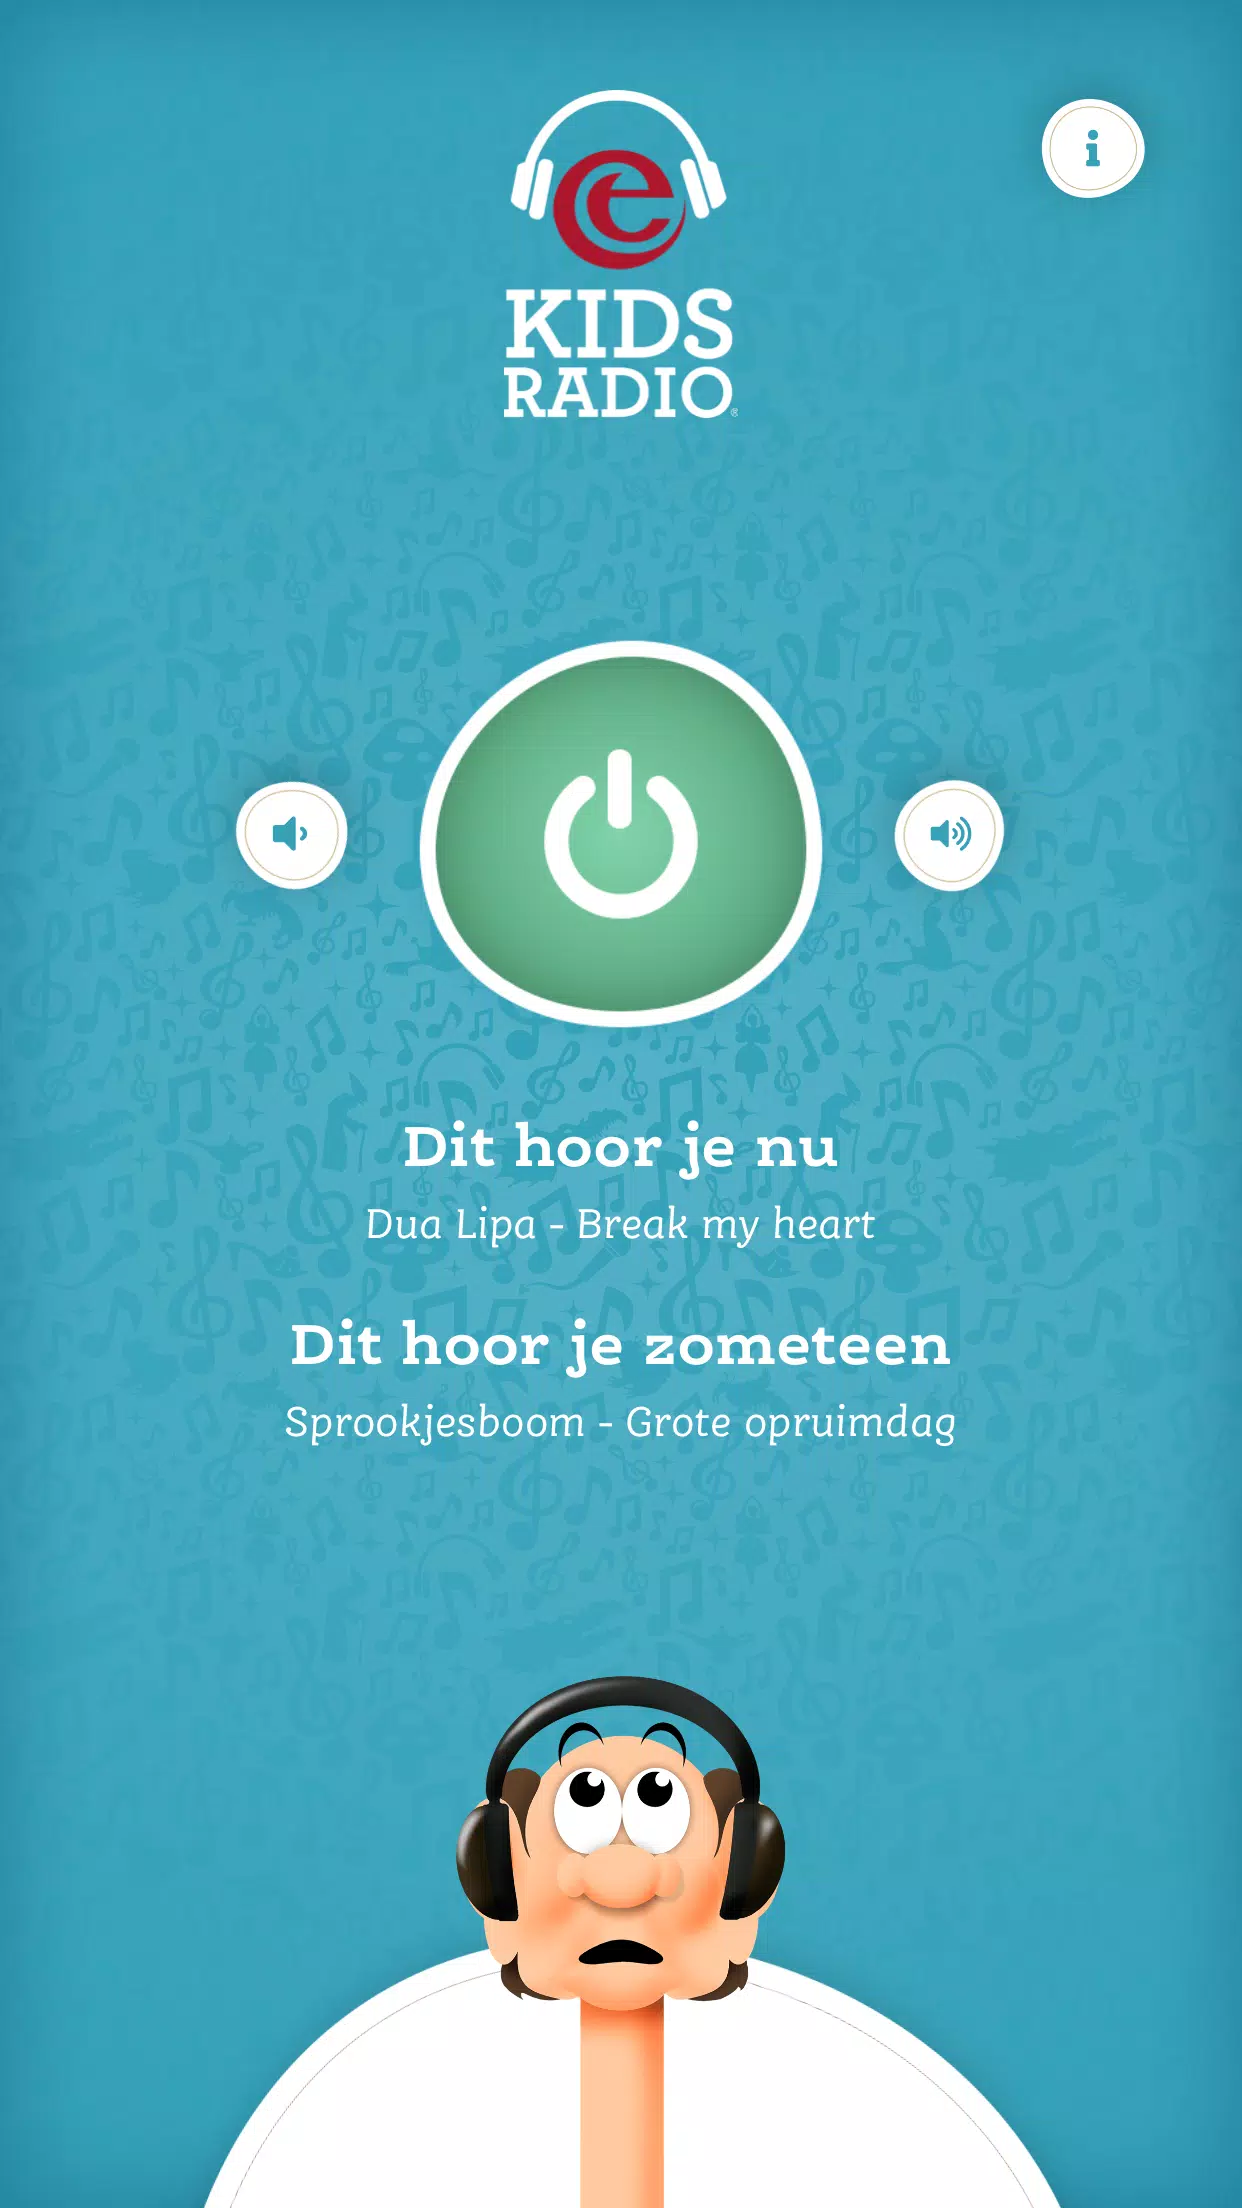 e
KIDS
RADIO
i
Dit hoor je nu
Dua Lipa - Break my heart
Dit hoor je zometeen
Sprookjesboom - Grote opruimdag